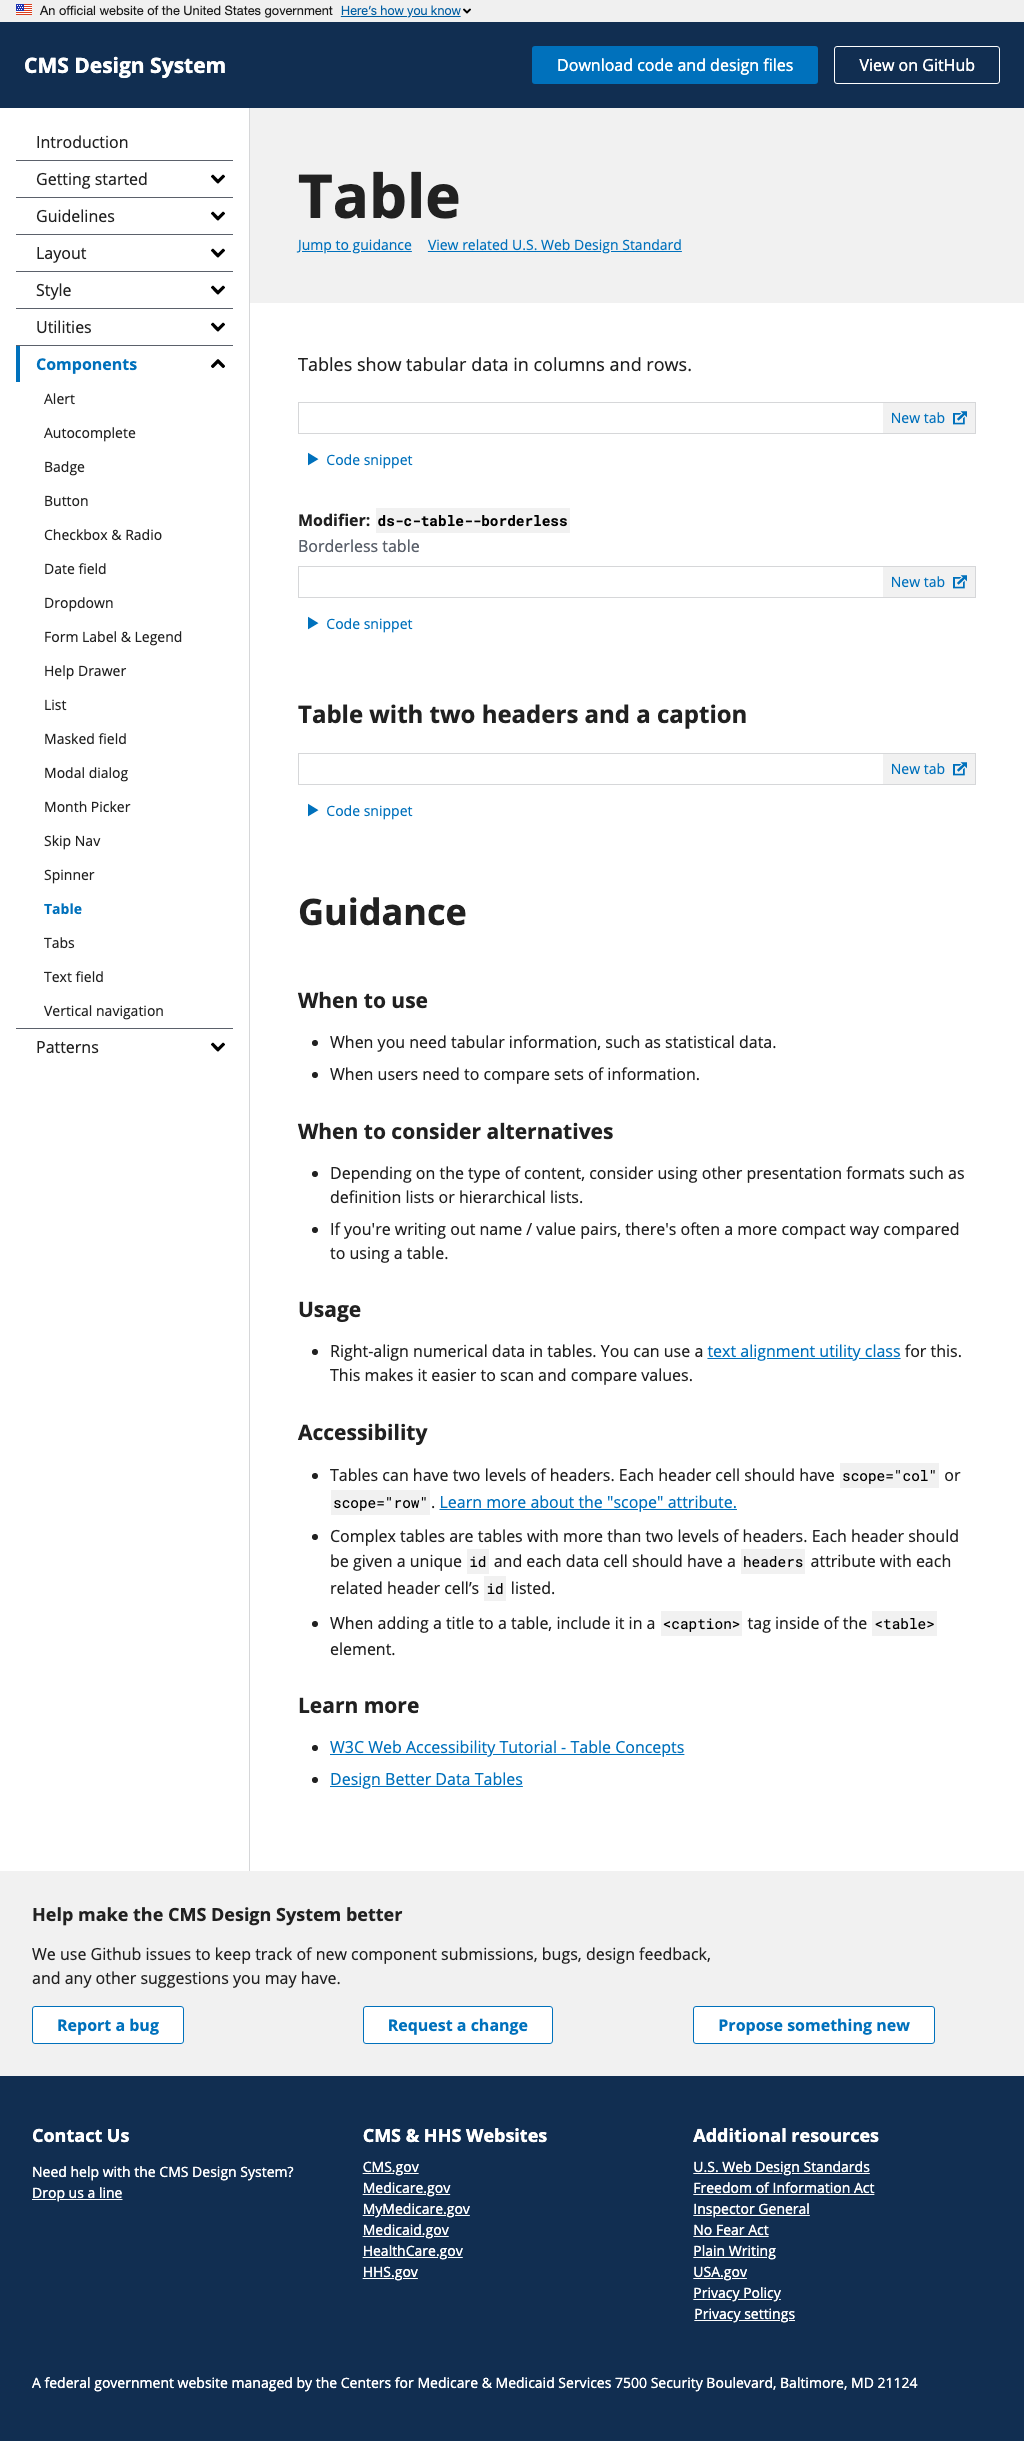 An official website of the United States government Here's how you know
CMS Design System
Download code and design files
View on GitHub
Introduction
Getting started
Guidelines
Layout
Style
Utilities
Components
Alert
Autocomplete
Badge
Button
Checkbox & Radio
Date field
Dropdown
Form Label & Legend
Help Drawer
List
Masked field
Modal dialog
Month Picker
Skip Nav
Spinner
Table
Tabs
Text field
Vertical navigation
Patterns
Table
Jump to guidance View related U.S. Web Design Standard
Tables show tabular data in columns and rows.
New tab
Code snippet
Modifier: ds-c-table--borderless
Borderless table
New tab
Code snippet
Table with two headers and a caption
New tab
Code snippet
Guidance
When to use
When you need tabular information, such as statistical data.
When users need to compare sets of information.
When to consider alternatives
Depending on the type of content, consider using other presentation formats such as
definition lists or hierarchical lists.
If you're writing out name / value pairs, there's often a more compact way compared
to using a table.
Usage
Right-align numerical data in tables. You can use a text alignment utility class for this.
This makes it easier to scan and compare values.
Accessibility
Tables can have two levels of headers. Each header cell should have scope="col" or
scope="row". Learn more about the "scope" attribute.
Complex tables are tables with more than two levels of headers. Each header should
be given a unique id and each data cell should have a headers attribute with each
related header cell’s id listed.
When adding a title to a table, include it in a <caption> tag inside of the <table>
element.
Learn more
W3C Web Accessibility Tutorial - Table Concepts
Design Better Data Tables
Help make the CMS Design System better
We use Github issues to keep track of new component submissions, bugs, design feedback,
and any other suggestions you may have.
Report a bug
Request a change
Propose something new
Contact Us
Need help with the CMS Design System?
Drop us a line
CMS & HHS Websites
CMS.gov
Medicare.gov
MyMedicare.gov
Medicaid.gov
HealthCare.gov
HHS.gov
Additional resources
U.S. Web Design Standards
Freedom of Information Act
Inspector General
No Fear Act
Plain Writing
USA.gov
Privacy Policy
Privacy settings
A federal government website managed by the Centers for Medicare & Medicaid Services 7500 Security Boulevard, Baltimore, MD 21124